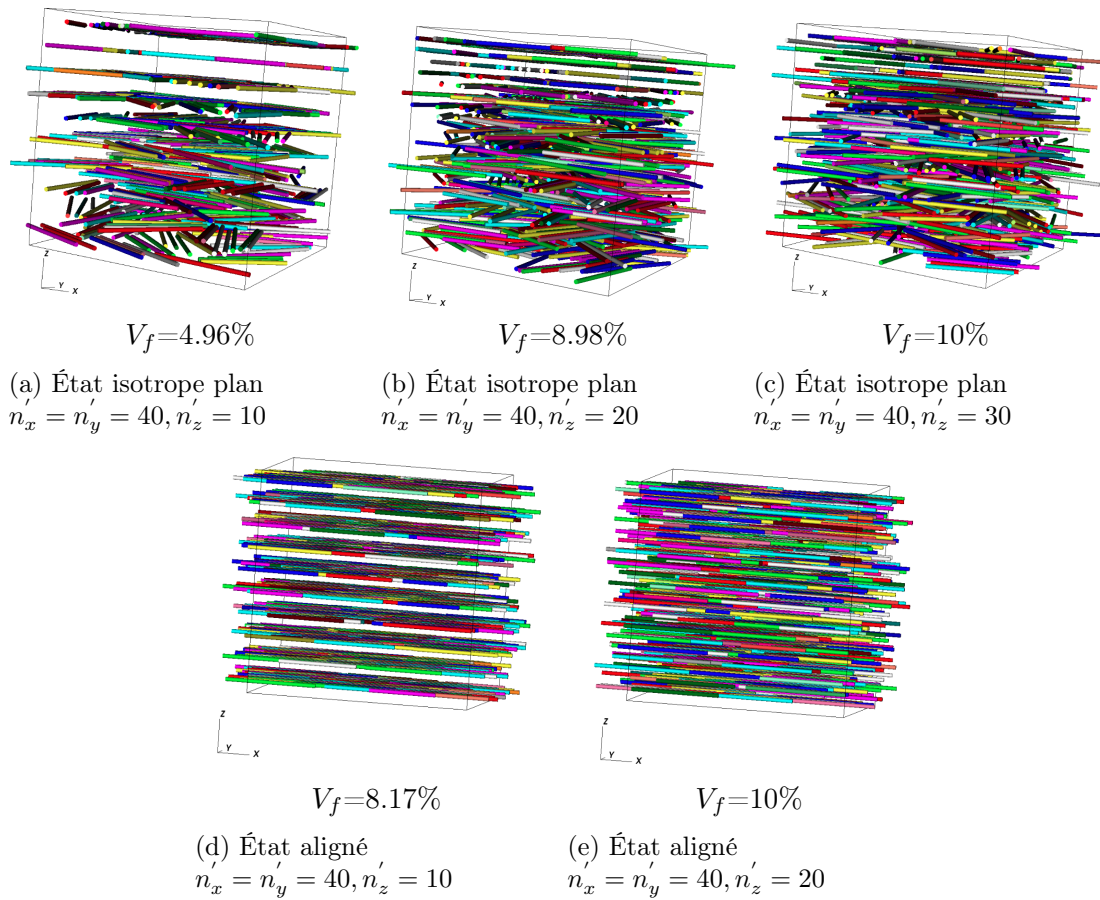 Z
Y
X
Z
Y
X
Z
Y
X
V_f=4.96%
V_f=8.98%
V_f=10%
(a) État isotrope plan
n'_x = n'_y = 40, n'_z = 10
(b) État isotrope plan
n'_x = n'_y = 40, n'_z = 20
(c) État isotrope plan
n'_x = n'_y = 40, n'_z = 30
Z
Y
X
Z
Y
X
V_f=8.17%
V_f=10%
(d) État aligné
n'_x = n'_y = 40, n'_z = 10
(e) État aligné
n'_x = n'_y = 40, n'_z = 20